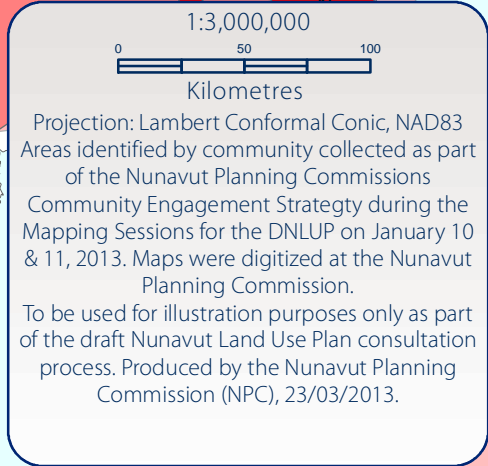 1:3,000,000
0 50 100
Kilometres
Projection: Lambert Conformal Conic, NAD83
Areas identified by community collected as part
of the Nunavut Planning Commissions
Community Engagement Strategty during the
Mapping Sessions for the DNLUP on January 10
& 11, 2013. Maps were digitized at the Nunavut
Planning Commission.
To be used for illustration purposes only as part
of the draft Nunavut Land Use Plan consultation
process. Produced by the Nunavut Planning
Commission (NPC), 23/03/2013.